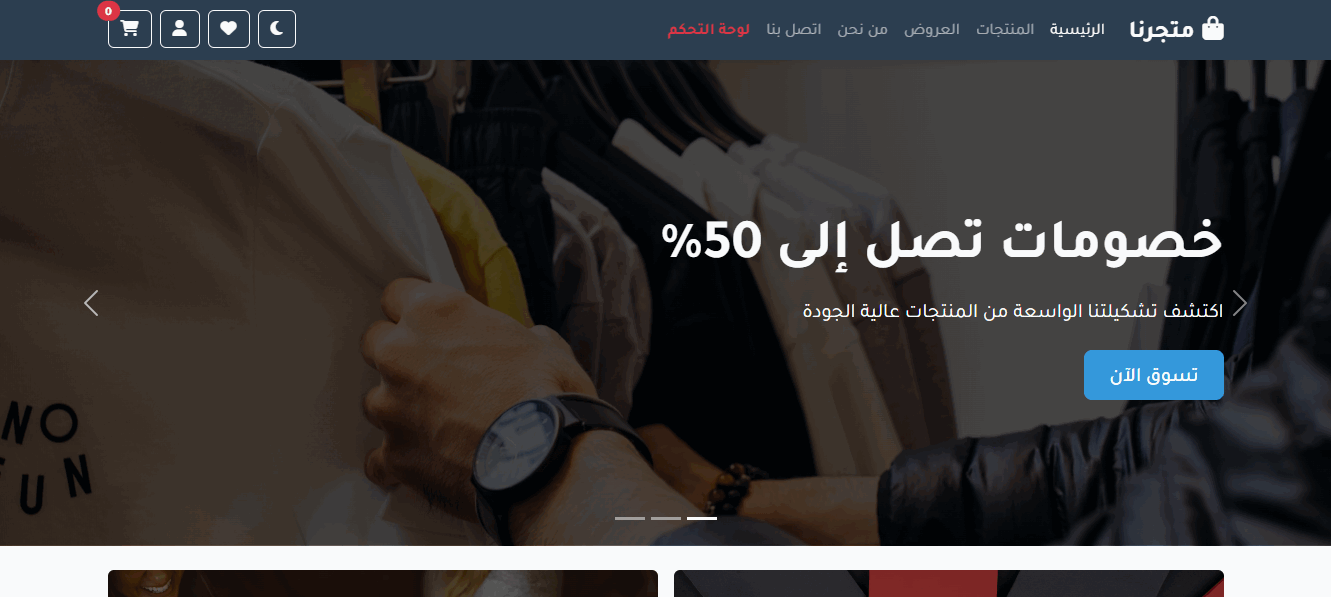 متجرنا
الرئيسية
المنتجات
العروض
من نحن
اتصل بنا
لوحة التحكم
0
خصومات تصل إلى 50%
اكتشف تشكيلتنا الواسعة من المنتجات عالية الجودة
تسوق الآن
NO
FUN